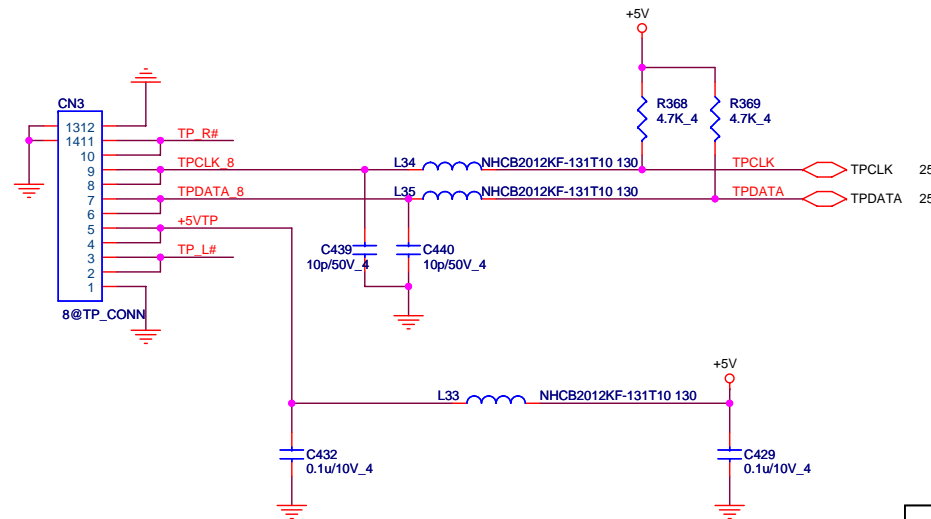 +5V
CN3
R368
4.7K_4
R369
4.7K_4
1312
1411
10
9
8
7
6
5
4
3
2
1
TP_R#
TPCLK_8
TPDATA_8
+5VTP
TP_L#
L34
NHCB2012KF-131T10 130
TPCLK
TPCLK
25
L35
NHCB2012KF-131T10 130
TPDATA
TPDATA
25
C439
10p/50V_4
C440
10p/50V_4
8@TP_CONN
+5V
L33
NHCB2012KF-131T10 130
C432
0.1u/10V_4
C429
0.1u/10V_4